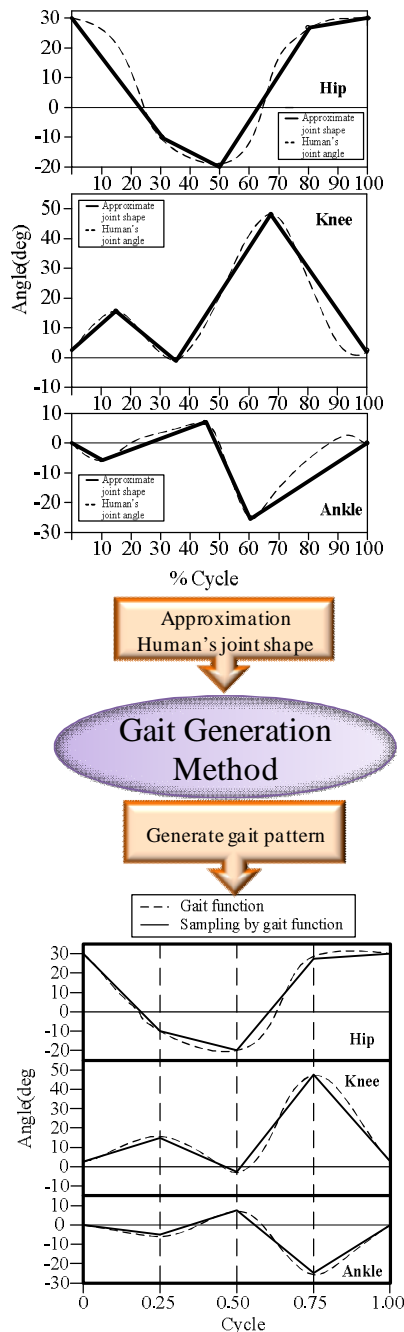 30
20
10
0
-10
-20
Hip
Approximate
joint shape
Human's
joint angle
10 20 30 40 50 60 70 80 90 100
Angle(deg)
50
40
30
20
10
0
-10
Approximate
joint shape
Human's
joint angle
Knee
10 20 30 40 50 60 70 80 90 100
10
0
-10
-20
-30
Approximate
joint shape
Human's
joint angle
Ankle
10 20 30 40 50 60 70 80 90 100
% Cycle
Approximation
Human's joint shape
Gait Generation
Method
Generate gait pattern
Gait function
Sampling by gait function
30
20
10
0
-10
-20
Hip
Angle(deg
50
40
30
20
10
0
-10
Knee
10
0
-10
-20
-30
Ankle
0 0.25 0.50 0.75 1.00
Cycle